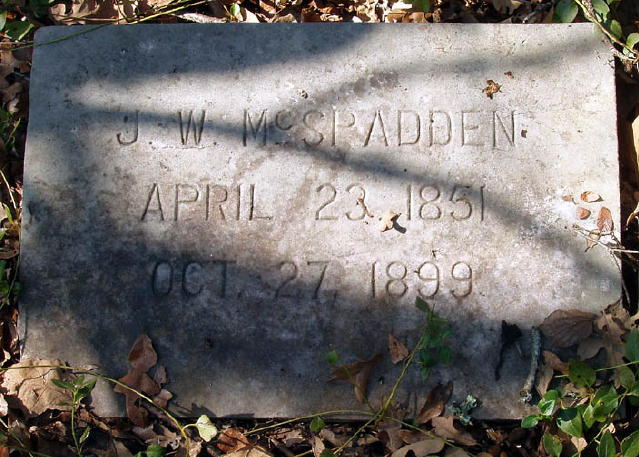 J. W. McSPADDEN
APRIL 23, 1851
OCT. 27, 1899